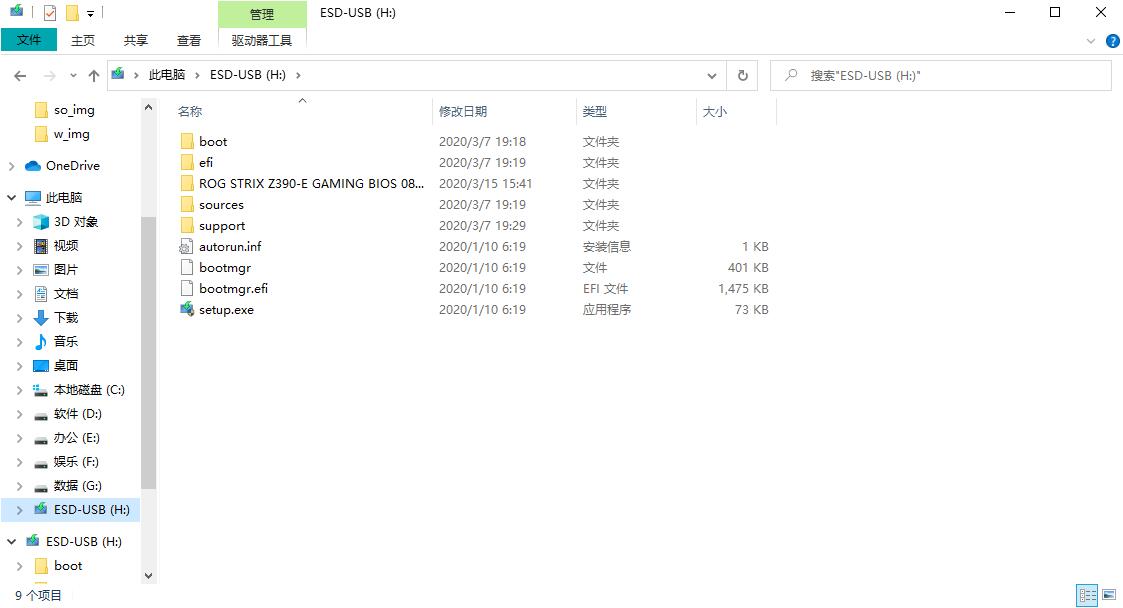 管理 ESD-USB (H:)
文件 主页 共享 查看 驱动器工具
此电脑 ESD-USB (H:) 搜索"ESD-USB (H:)"
so_img
w_img
OneDrive
此电脑
3D 对象
视频
图片
文档
下载
音乐
桌面
本地磁盘 (C:)
软件 (D:)
办公 (E:)
娱乐 (F:)
数据 (G:)
ESD-USB (H:)
ESD-USB (H:)
boot
名称 修改日期 类型 大小
boot 2020/3/7 19:18 文件夹
efi 2020/3/7 19:19 文件夹
ROG STRIX Z390-E GAMING BIOS 08... 2020/3/15 15:41 文件夹
sources 2020/3/7 19:19 文件夹
support 2020/3/7 19:29 文件夹
autorun.inf 2020/1/10 6:19 安装信息 1 KB
bootmgr 2020/1/10 6:19 文件 401 KB
bootmgr.efi 2020/1/10 6:19 EFI 文件 1,475 KB
setup.exe 2020/1/10 6:19 应用程序 73 KB
9 个项目